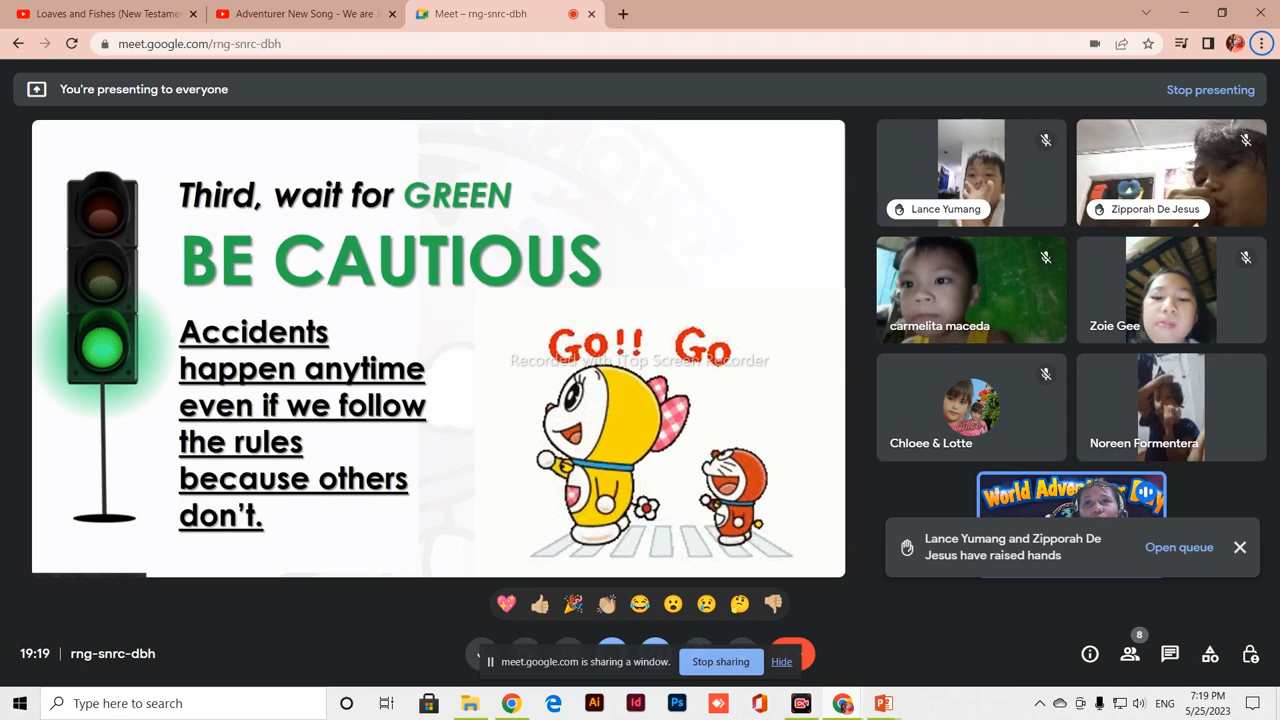 Loaves and Fishes (New Testame
Adventurer New Song - We are
Meet – rng-snrc-dbh
meet.google.com/rng-snrc-dbh
You're presenting to everyone
Stop presenting
Third, wait for GREEN
BE CAUTIOUS
Accidents
happen anytime
even if we follow
the rules
because others
don't.
Go!! Go
Recorded with iTop Screen Recorder
Lance Yumang
Zipporah De Jesus
carmelita maceda
Zoie Gee
Chloee & Lotte
Noreen Formentera
World Adventurer
Lance Yumang and Zipporah De
Jesus have raised hands
Open queue
19:19
rng-snrc-dbh
8
meet.google.com is sharing a window.
Stop sharing
Hide
Type here to search
Ai
Id
Ps
ENG
7:19 PM
5/25/2023